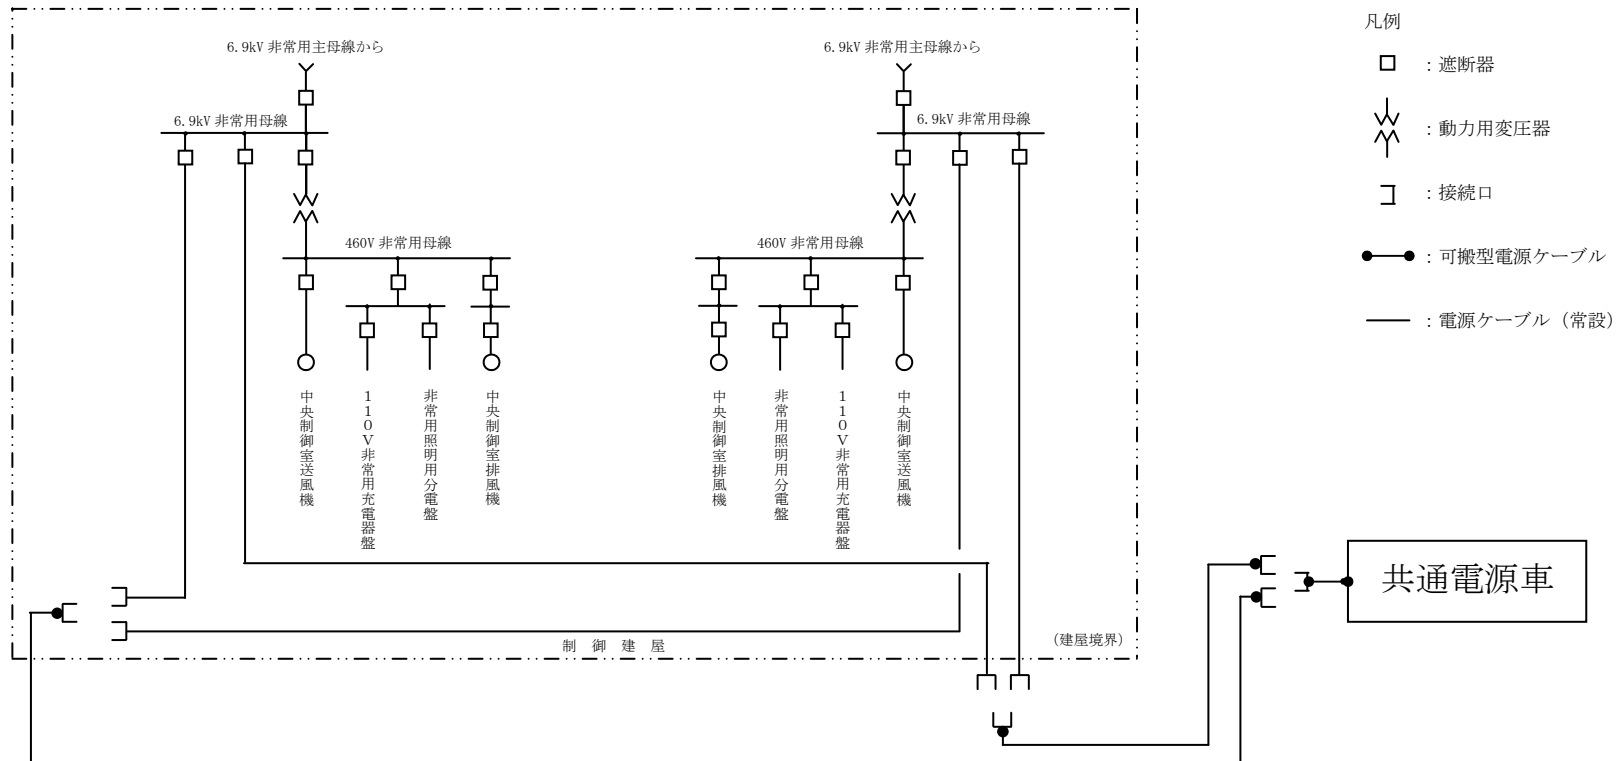 6.9kV 非常用主母線から
6.9kV 非常用母線
460V 非常用母線
中央制御室送風機
110V非常用充電器盤
非常用照明用分電盤
中央制御室排風機
6.9kV 非常用主母線から
6.9kV 非常用母線
460V 非常用母線
中央制御室排風機
非常用照明用分電盤
110V非常用充電器盤
中央制御室送風機
制御建屋
（建屋境界）
共通電源車
凡例
：遮断器
：動力用変圧器
：接続口
：可搬型電源ケーブル
：電源ケーブル（常設）